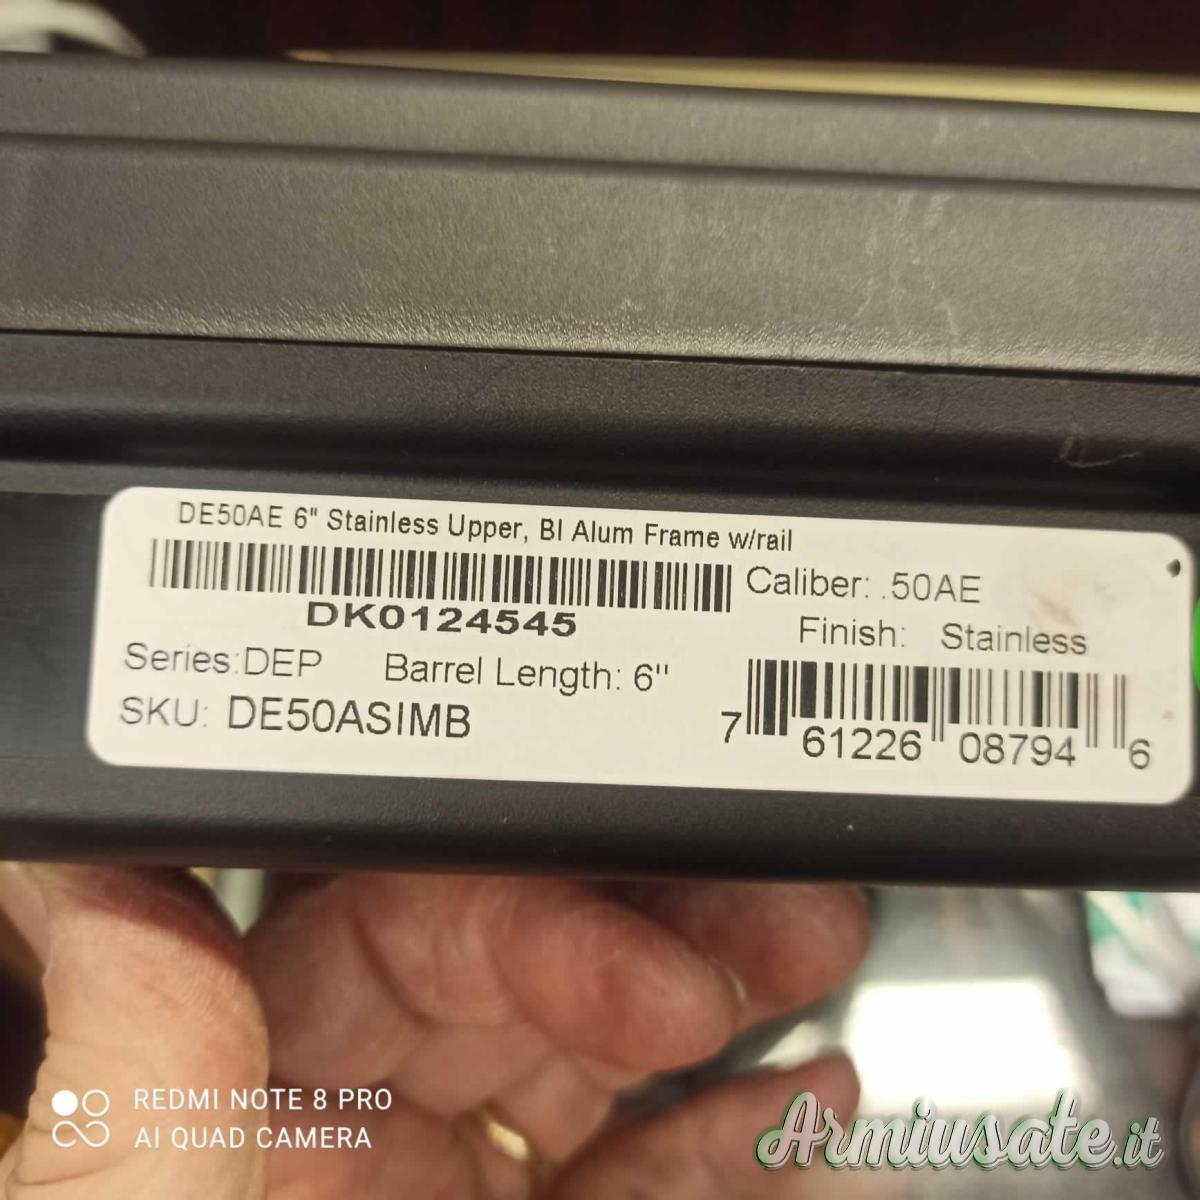 DE50AE 6" Stainless Upper, Bl Alum Frame w/rail
DK0124545
Caliber: .50AE
Finish: Stainless
Series:DEP Barrel Length: 6"
SKU: DE50ASIMB
7 61226 08794 6
REDMI NOTE 8 PRO
AI QUAD CAMERA
Armiusate.it